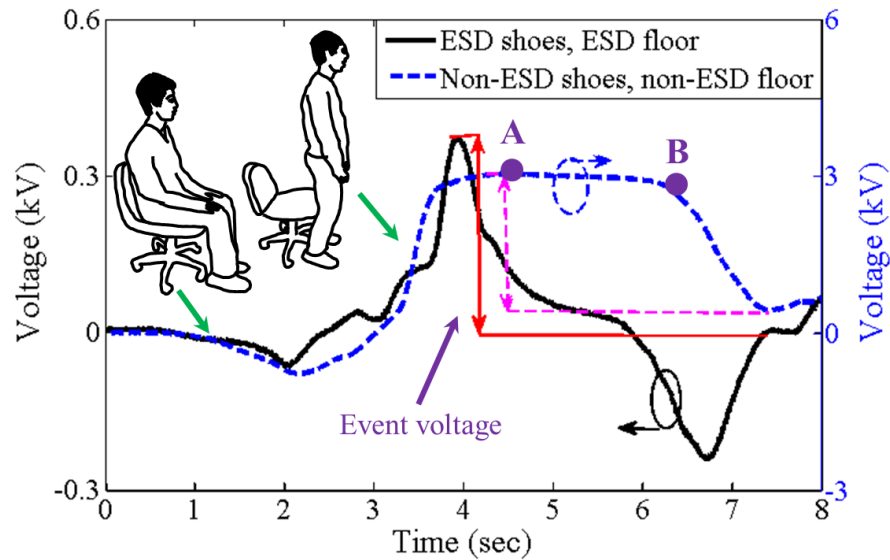 0.6
0.3
0
-0.3
Voltage (kV)
ESD shoes, ESD floor
Non-ESD shoes, non-ESD floor
A
B
Event voltage
6
3
0
-3
Voltage (kV)
0 1 2 3 4 5 6 7 8
Time (sec)